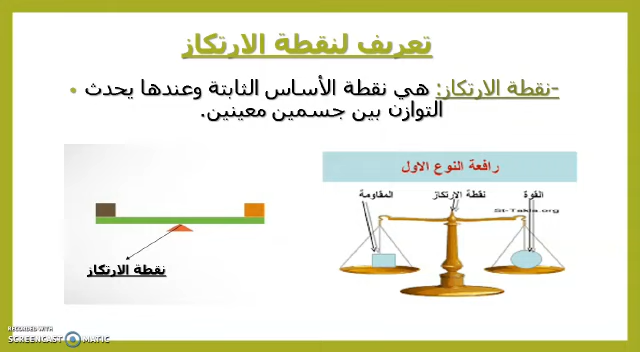 تعريف لنقطة الارتكاز
-نقطة الارتكاز: هي نقطة الأساس الثابتة وعندها يحدث
التوازن بين جسمين معينين.
رافعة النوع الاول
القوة نقطة الارتكاز المقاومة
St-Takla.org
نقطة الارتكاز
RECORDED WITH
SCREENCAST MATIC